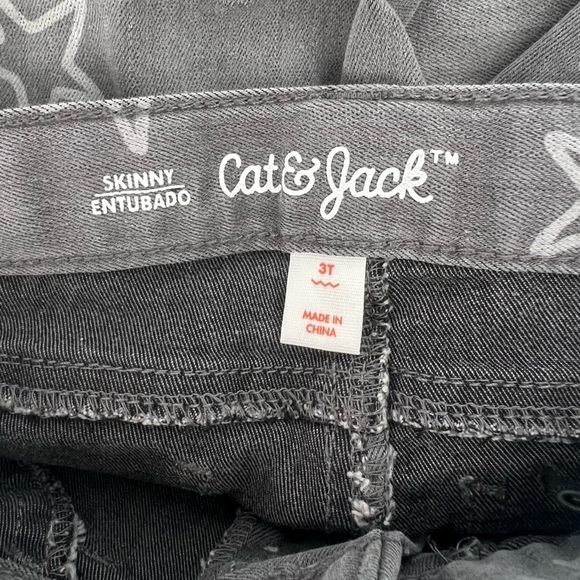 SKINNY
ENTUBADO
Cat & Jack™
3T
MADE IN
CHINA